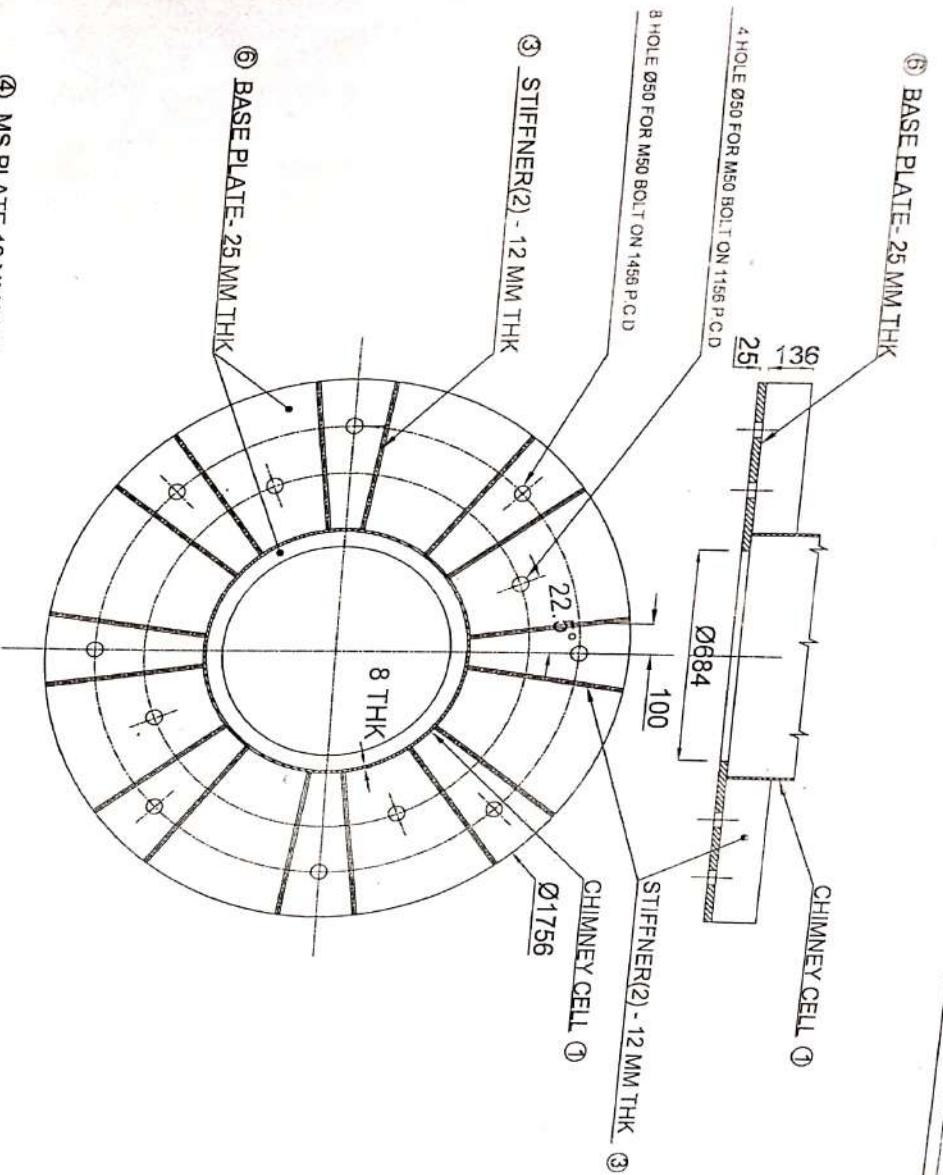 ⑥ BASE PLATE- 25 MM THK
136
25
Ø684
CHIMNEY CELL ①
4 HOLE Ø50 FOR M50 BOLT ON 1156 P.C.D
8 HOLE Ø50 FOR M50 BOLT ON 1456 P.C.D
③ STIFFNER(2) - 12 MM THK
⑥ BASE PLATE- 25 MM THK
22.5°
100
8 THK
STIFFNER(2) - 12 MM THK ③
CHIMNEY CELL ①
Ø1756
④ MS PLATE